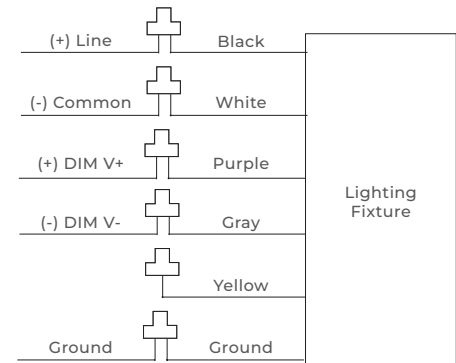 (+) Line Black
(-) Common White
(+) DIM V+ Purple
(-) DIM V- Gray
Yellow
Ground Ground
Lighting
Fixture